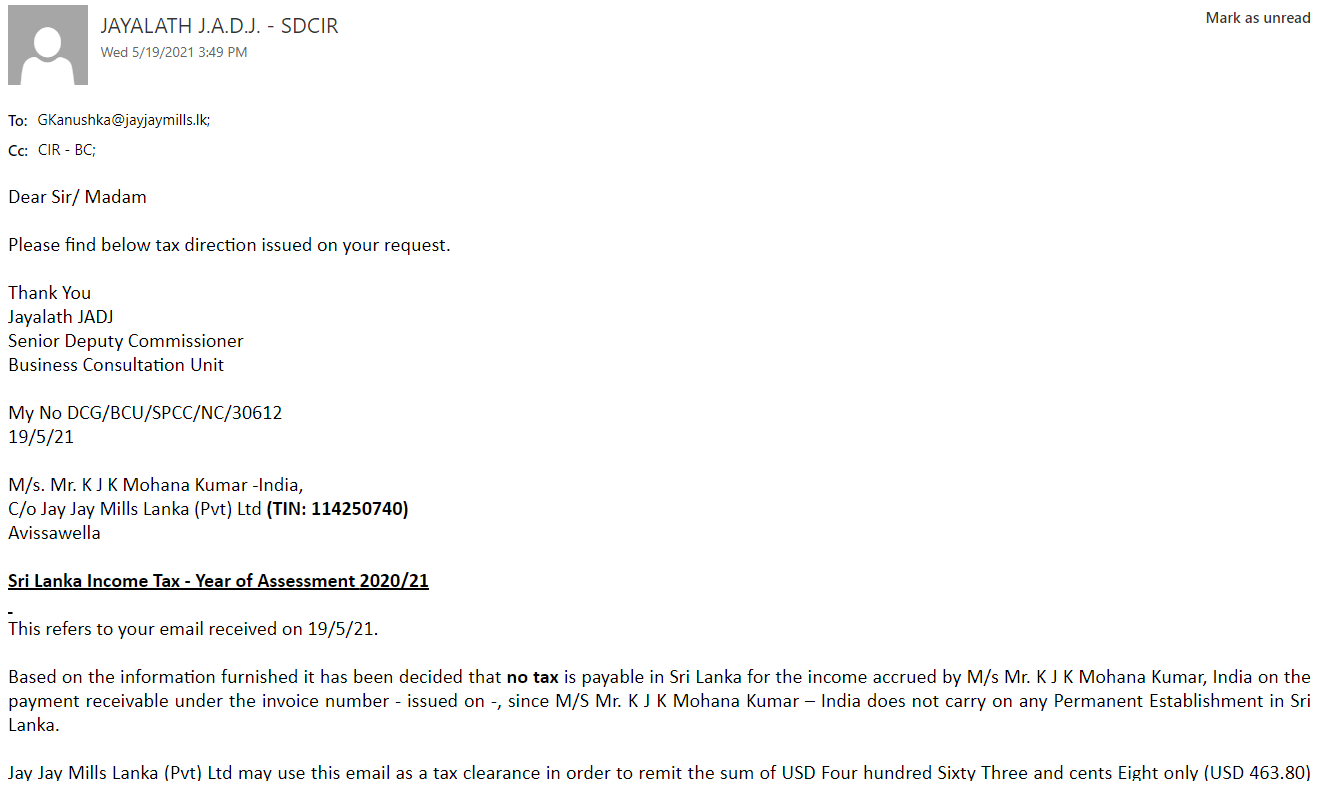 JAYALATH J.A.D.J. - SDCIR
Mark as unread
Wed 5/19/2021 3:49 PM
To: GKanushka@jayjaymills.lk;
Cc: CIR - BC;
Dear Sir/ Madam
Please find below tax direction issued on your request.
Thank You
Jayalath JADJ
Senior Deputy Commissioner
Business Consultation Unit
My No DCG/BCU/SPCC/NC/30612
19/5/21
M/s. Mr. K J K Mohana Kumar -India,
C/o Jay Jay Mills Lanka (Pvt) Ltd (TIN: 114250740)
Avissawella
Sri Lanka Income Tax - Year of Assessment 2020/21
-
This refers to your email received on 19/5/21.
Based on the information furnished it has been decided that no tax is payable in Sri Lanka for the income accrued by M/s Mr. K J K Mohana Kumar, India on the
payment receivable under the invoice number - issued on -, since M/S Mr. K J K Mohana Kumar – India does not carry on any Permanent Establishment in Sri
Lanka.
Jay Jay Mills Lanka (Pvt) Ltd may use this email as a tax clearance in order to remit the sum of USD Four hundred Sixty Three and cents Eight only (USD 463.80)